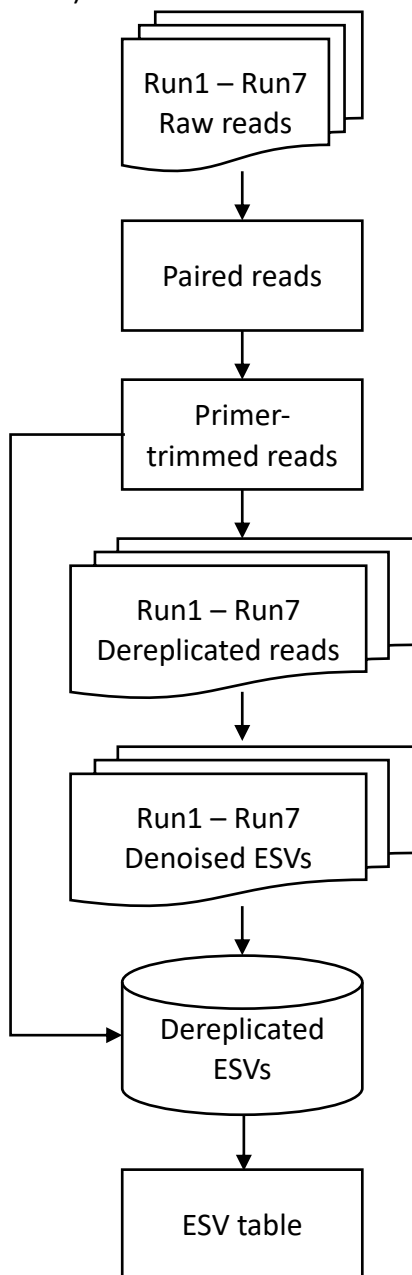 Run1 – Run7
Raw reads
Paired reads
Primer-
trimmed reads
Run1 – Run7
Dereplicated reads
Run1 – Run7
Denoised ESVs
Dereplicated
ESVs
ESV table